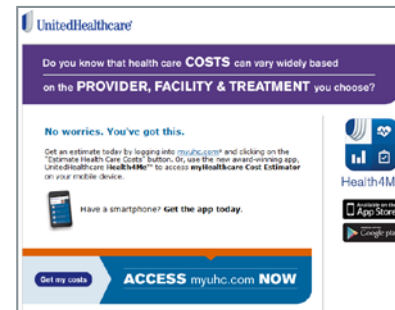 UnitedHealthcare®
Do you know that health care COSTS can vary widely based
on the PROVIDER, FACILITY & TREATMENT you choose?
No worries. You've got this.
Get an estimate today by logging into myuhc.com® and clicking on the
"Estimate Health Care Costs" button. Or, use the new award-winning app,
UnitedHealthcare Health4Me™ to access myHealthcare Cost Estimator
on your mobile device.
Have a smartphone? Get the app today.
Health4M
Available on the
App Store
Google pla
Get my costs
ACCESS myuhc.com NOW